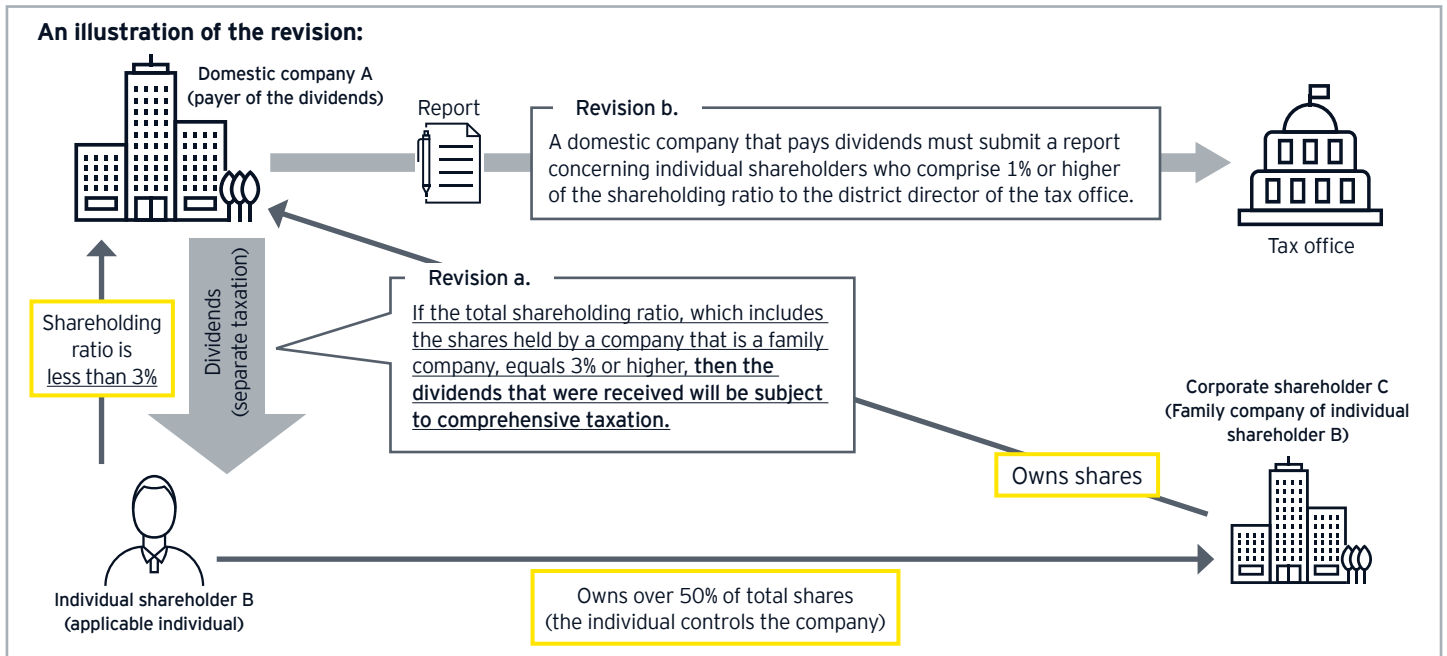 An illustration of the revision:
Domestic company A
(payer of the dividends)
Report
Revision b.
A domestic company that pays dividends must submit a report
concerning individual shareholders who comprise 1% or higher
of the shareholding ratio to the district director of the tax office.
Tax office
Shareholding
ratio is
less than 3%
Dividends
(separate taxation)
Revision a.
If the total shareholding ratio, which includes
the shares held by a company that is a family
company, equals 3% or higher, then the
dividends that were received will be subject
to comprehensive taxation.
Corporate shareholder C
(Family company of individual
shareholder B)
Owns shares
Individual shareholder B
(applicable individual)
Owns over 50% of total shares
(the individual controls the company)